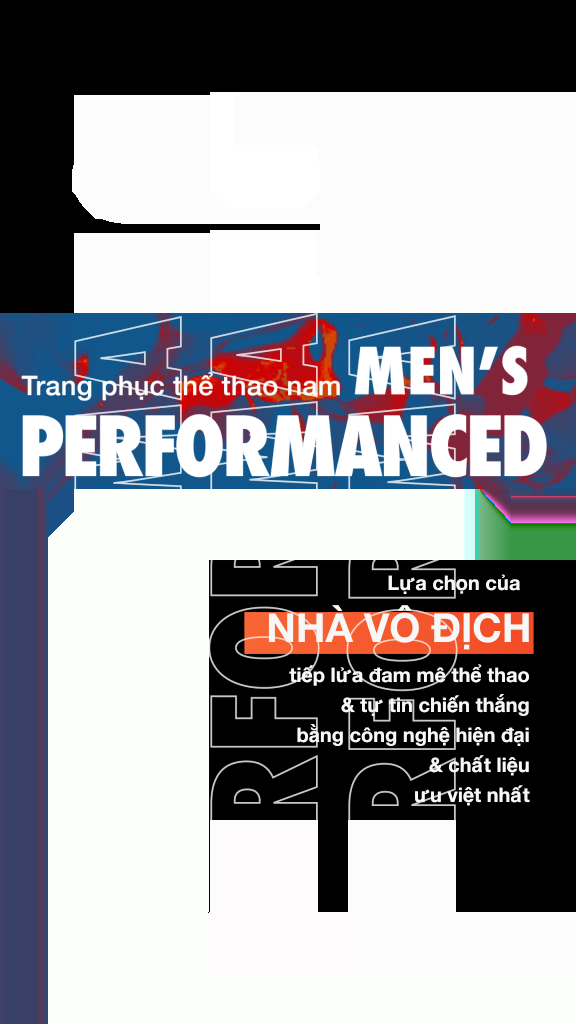 Trang phục thể thao nam MEN'S
PERFORMANCED
Lựa chọn của
NHÀ VÔ ĐỊCH
tiếp lửa đam mê thể thao
& tự tin chiến thắng
bằng công nghệ hiện đại
& chất liệu
ưu việt nhất